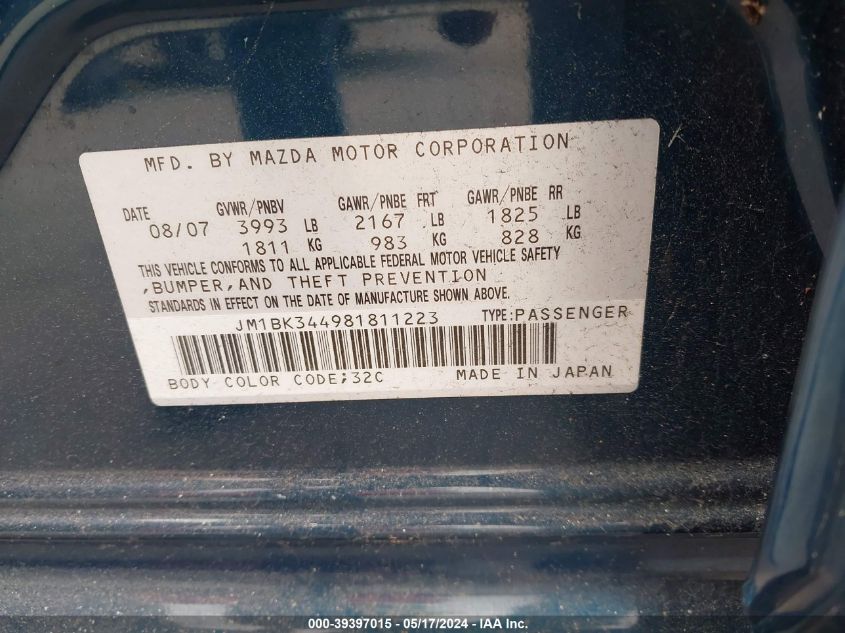 MFD. BY MAZDA MOTOR CORPORATION
DATE GVWR/PNBV GAWR/PNBE FRT GAWR/PNBE RR
08/07 3993 LB 2167 LB 1825 LB
1811 KG 983 KG 828 KG
THIS VEHICLE CONFORMS TO ALL APPLICABLE FEDERAL MOTOR VEHICLE SAFETY
,BUMPER,AND THEFT PREVENTION
STANDARDS IN EFFECT ON THE DATE OF MANUFACTURE SHOWN ABOVE.
JM1BK344981811223 TYPE:PASSENGER
BODY COLOR CODE;32C MADE IN JAPAN
000-39397015 - 05/17/2024 - IAA, Inc.